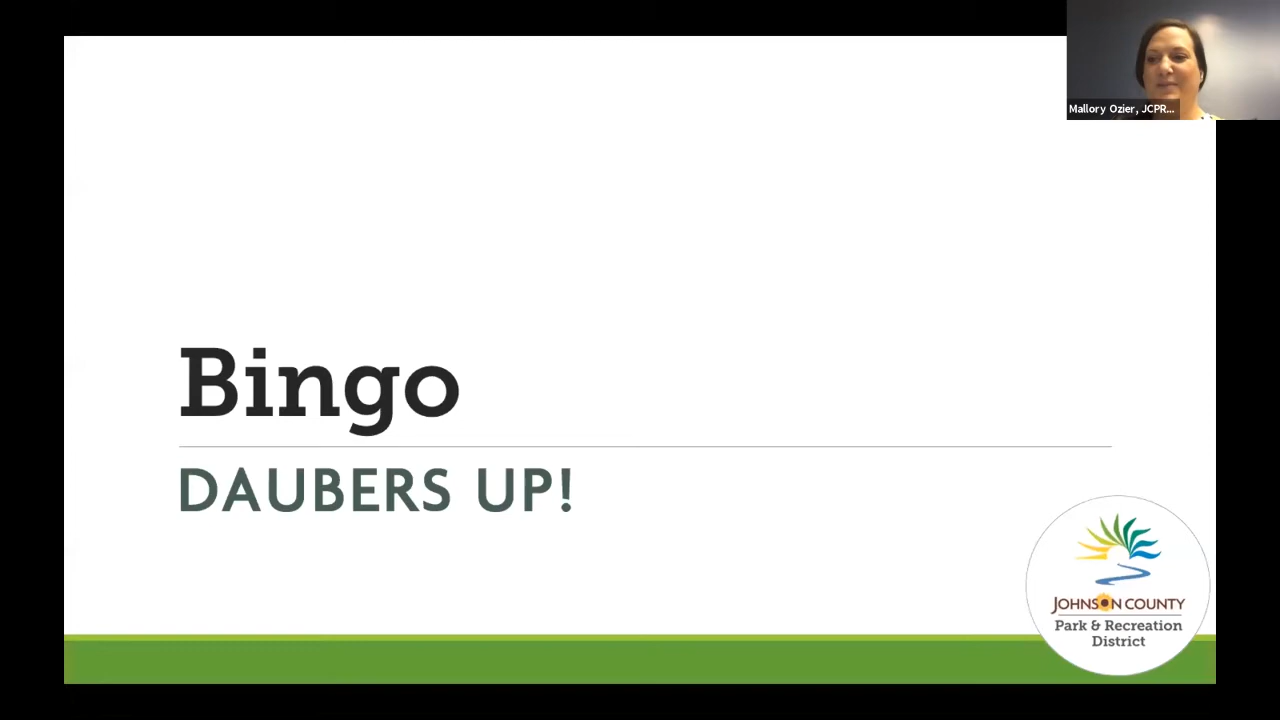 Mallory Ozier, JCPR...
Bingo
DAUBERS UP!
JOHNSON COUNTY
Park & Recreation
District